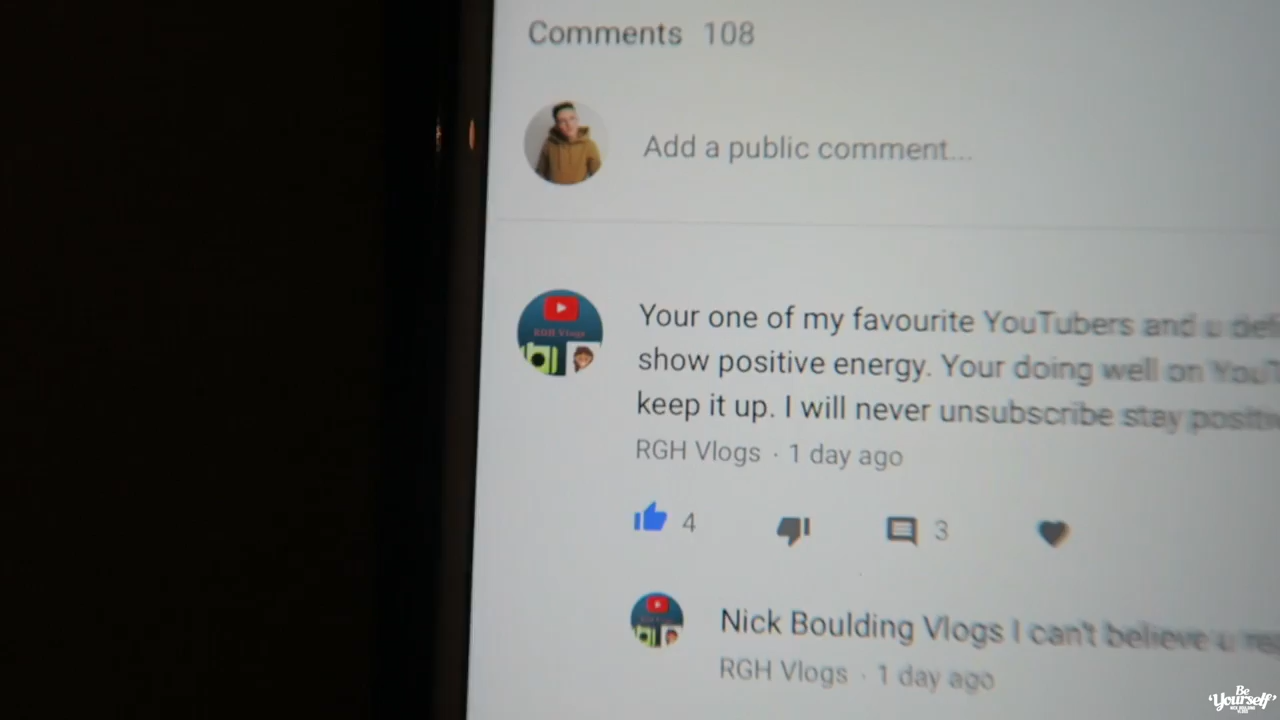 Comments 108
Add a public comment...
RGH Vlogs
Your one of my favourite YouTubers and u
show positive energy. Your doing well on
keep it up. I will never unsubscribe stay
RGH Vlogs · 1 day ago
4
3
Nick Boulding Vlogs I can't believe u
RGH Vlogs · 1 day ago
Be
'Yourself'